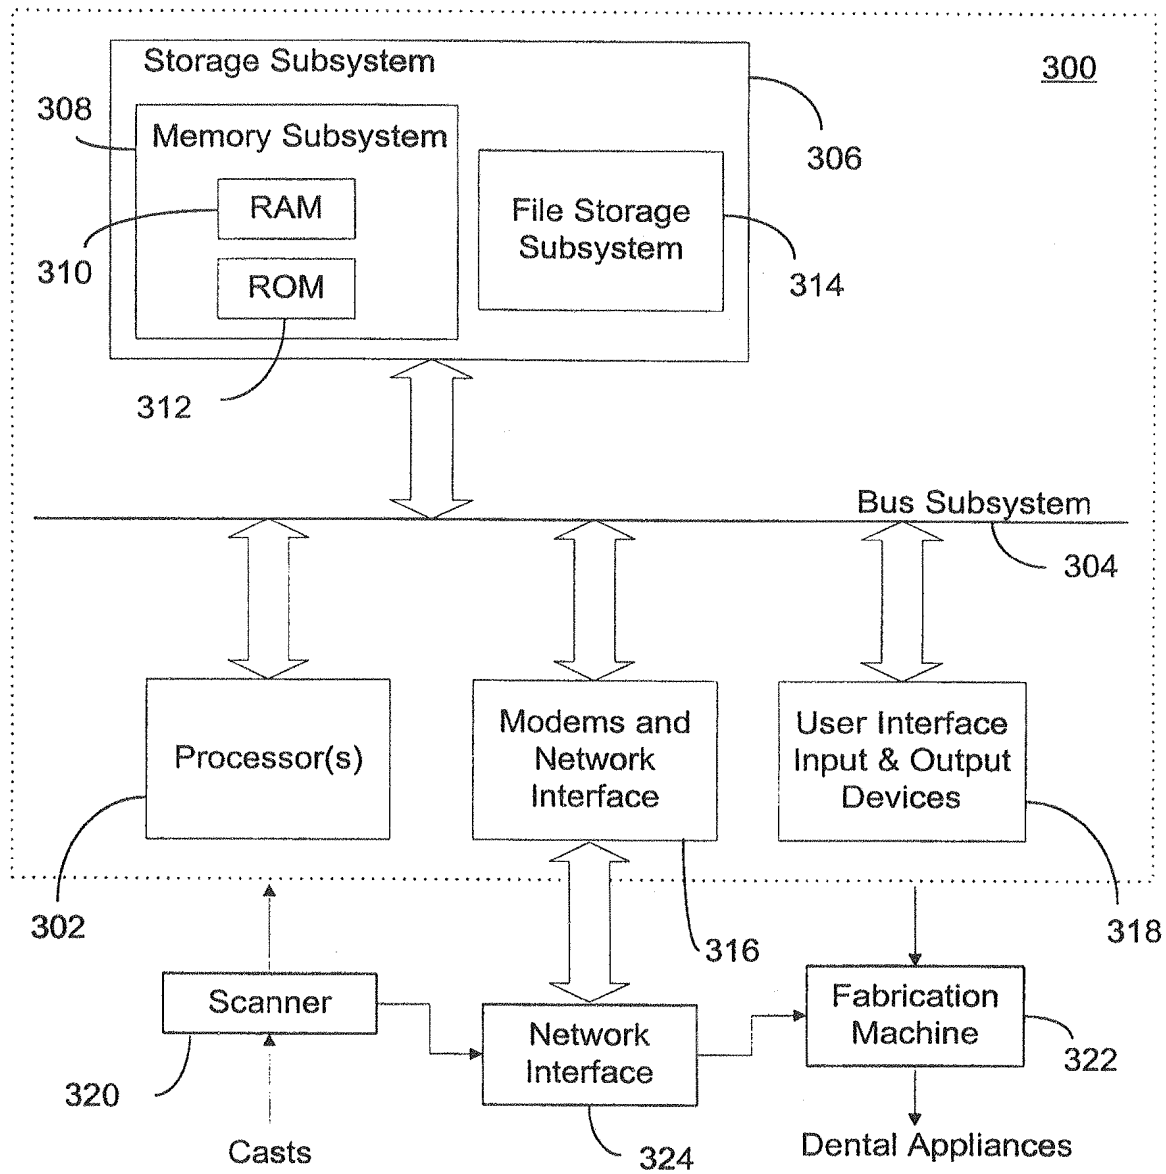 Storage Subsystem
300
308
Memory Subsystem
306
RAM
File Storage
Subsystem
310
ROM
314
312
Bus Subsystem
304
Processor(s)
Modems and
Network
Interface
User Interface
Input & Output
Devices
302
316
318
Scanner
Fabrication
Machine
Network
Interface
322
320
Casts
324
Dental Appliances